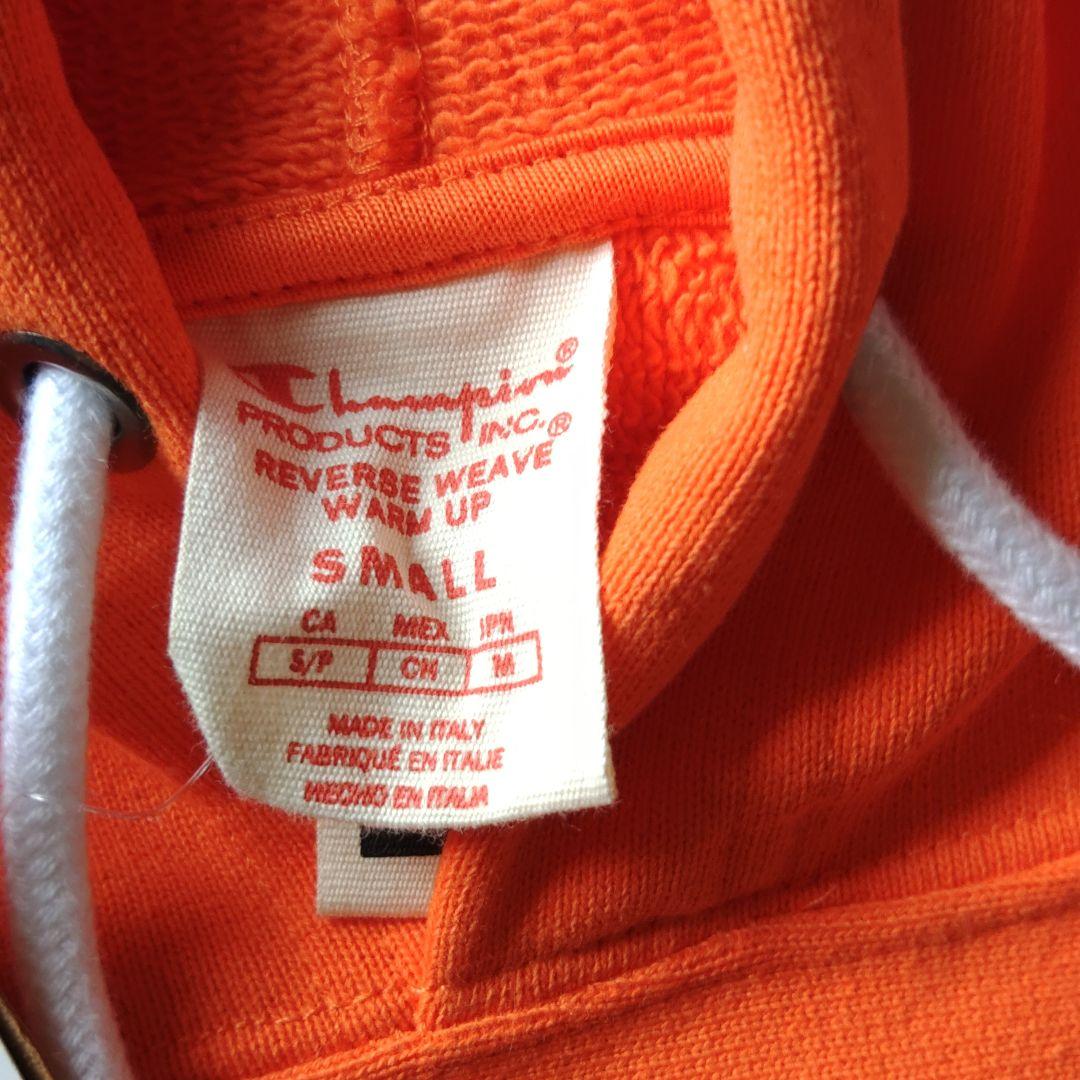 Champion®
PRODUCTS INC.®
REVERSE WEAVE
WARM UP
SMALL
CA MEX JPN
S/P CH M
MADE IN ITALY
FABRIQUÉ EN ITALIE
HECHO EN ITALIA